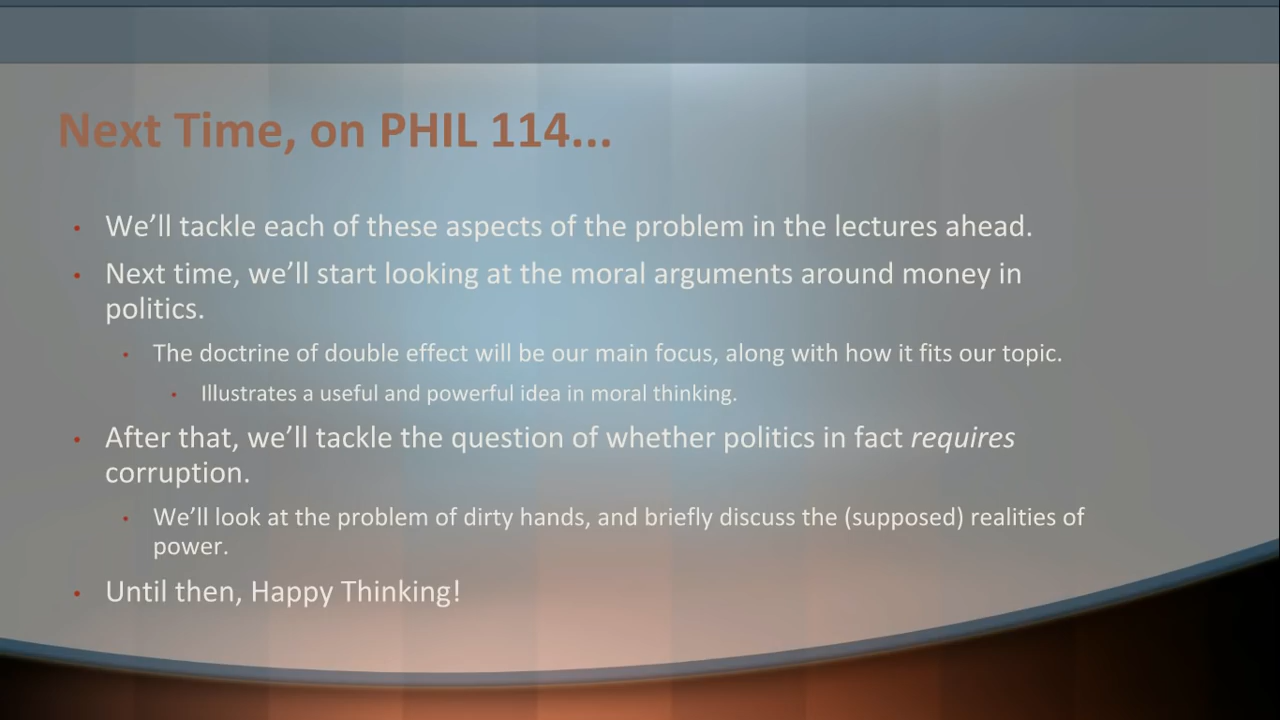 Next Time, on PHIL 114...
• We’ll tackle each of these aspects of the problem in the lectures ahead.
• Next time, we’ll start looking at the moral arguments around money in
politics.
• The doctrine of double effect will be our main focus, along with how it fits our topic.
• Illustrates a useful and powerful idea in moral thinking.
• After that, we’ll tackle the question of whether politics in fact requires
corruption.
• We’ll look at the problem of dirty hands, and briefly discuss the (supposed) realities of
power.
• Until then, Happy Thinking!